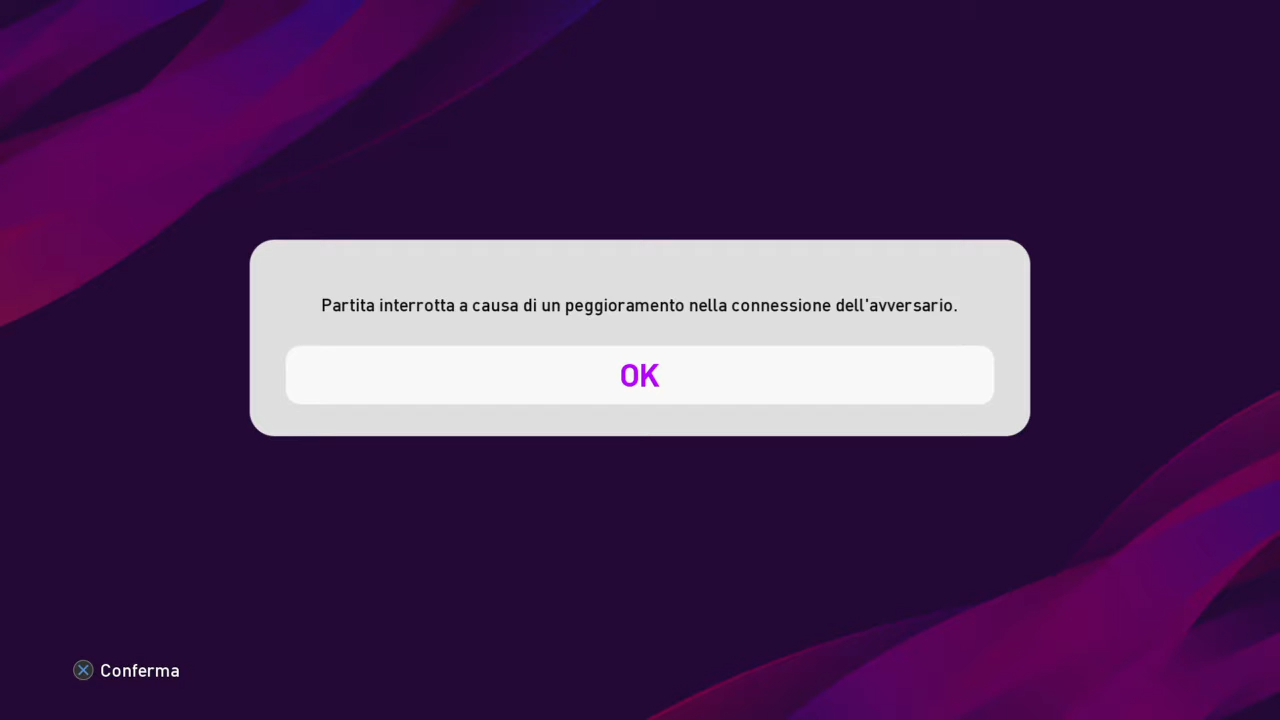 Partita interrotta a causa di un peggioramento nella connessione dell'avversario.
OK
Conferma